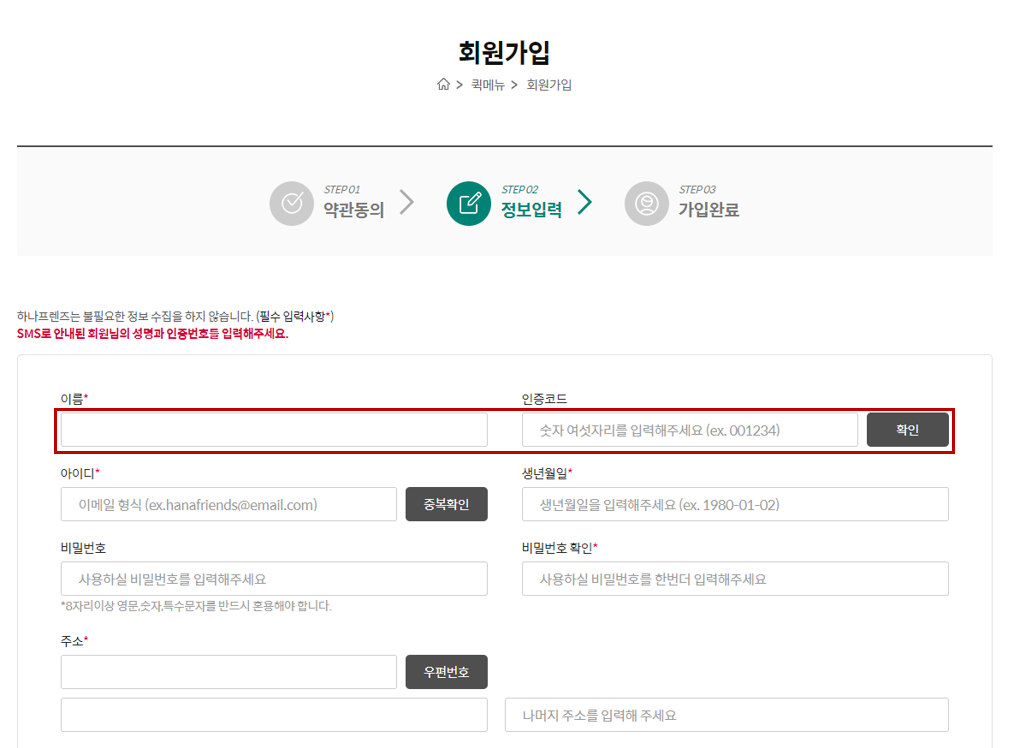 회원가입
> 퀵메뉴 > 회원가입
STEP 01
약관동의
STEP 02
정보입력
STEP 03
가입완료
하나프렌즈는 불필요한 정보 수집을 하지 않습니다. (필수 입력사항*)
SMS로 안내된 회원님의 성명과 인증번호를 입력해주세요.
이름* 인증코드
숫자 여섯자리를 입력해주세요 (ex. 001234) 확인
아이디* 생년월일*
이메일 형식 (ex.hanafriends@email.com) 중복확인 생년월일을 입력해주세요 (ex. 1980-01-02)
비밀번호 비밀번호 확인*
사용하실 비밀번호를 입력해주세요 사용하실 비밀번호를 한번더 입력해주세요
*8자리이상 영문,숫자,특수문자를 반드시 혼용해야 합니다.
주소*
우편번호
나머지 주소를 입력해 주세요